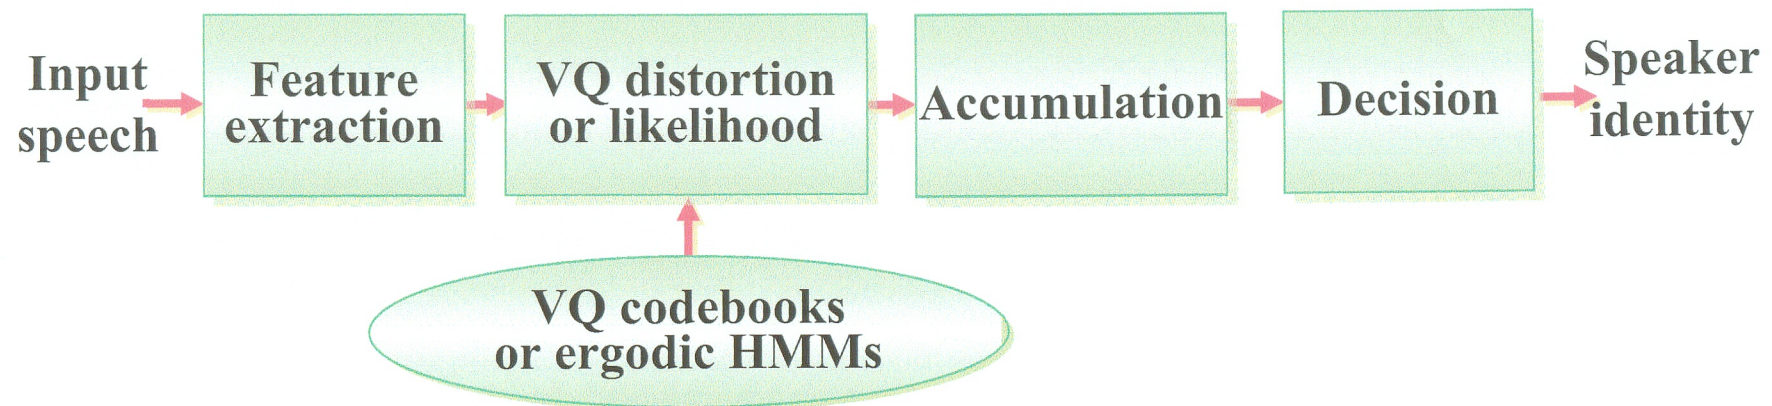 Input
speech
Feature
extraction
VQ distortion
or likelihood
Accumulation
Decision
Speaker
identity
VQ codebooks
or ergodic HMMs